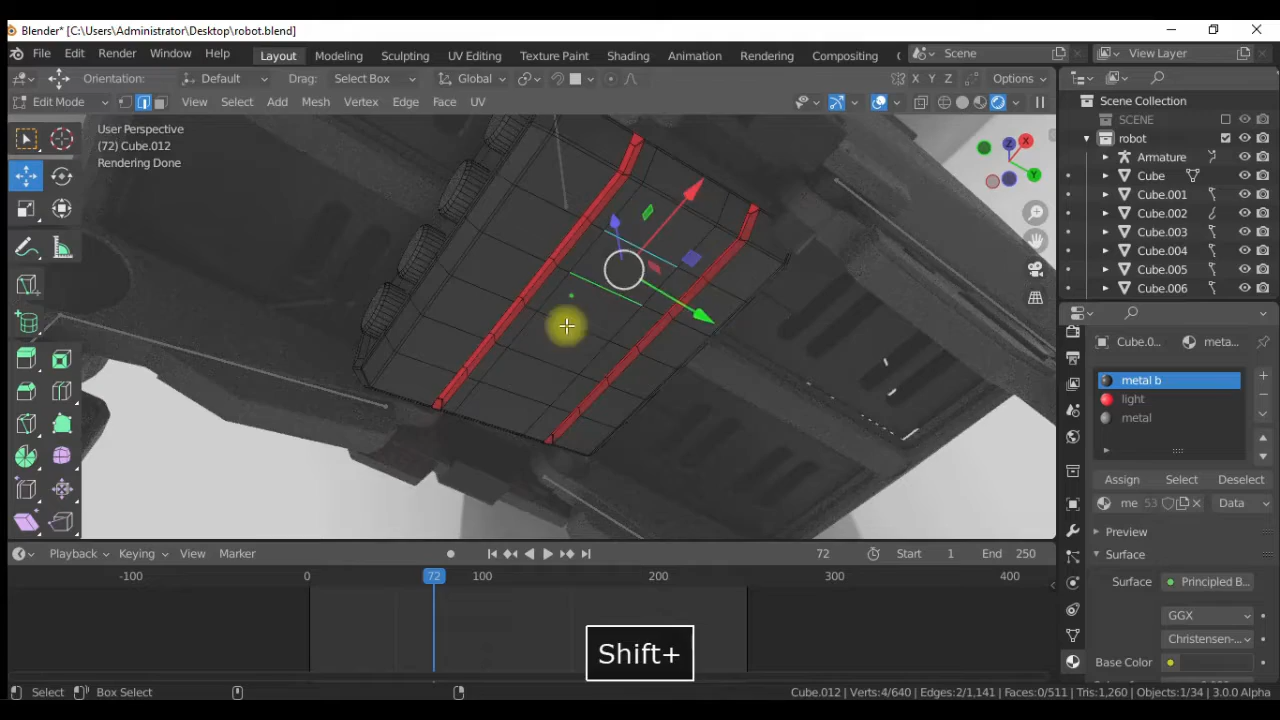 Blender* [C:\Users\Administrator\Desktop\robot.blend]
File Edit Render Window Help Layout Modeling Sculpting UV Editing Texture Paint Shading Animation Rendering Compositing Scene View Layer
Orientation: Default Drag: Select Box Global X Y Z Options
Edit Mode View Select Add Mesh Vertex Edge Face UV
Scene Collection
SCENE
robot
Armature
Cube
Cube.001
Cube.002
Cube.003
Cube.004
Cube.005
Cube.006
User Perspective
(72) Cube.012
Rendering Done
X
Y
Z
Cube.0... meta...
metal b
light
metal
Assign Select Deselect
me 53 Data
Preview
Surface
Surface Principled B...
GGX
Christensen-...
Base Color
Playback Keying View Marker 72 Start 1 End 250
-100 0 72 100 200 300 400
Shift+
Select Box Select Cube.012 | Verts:4/640 | Edges:2/1,141 | Faces:0/511 | Tris:1,260 | Objects:1/34 | 3.0.0 Alpha